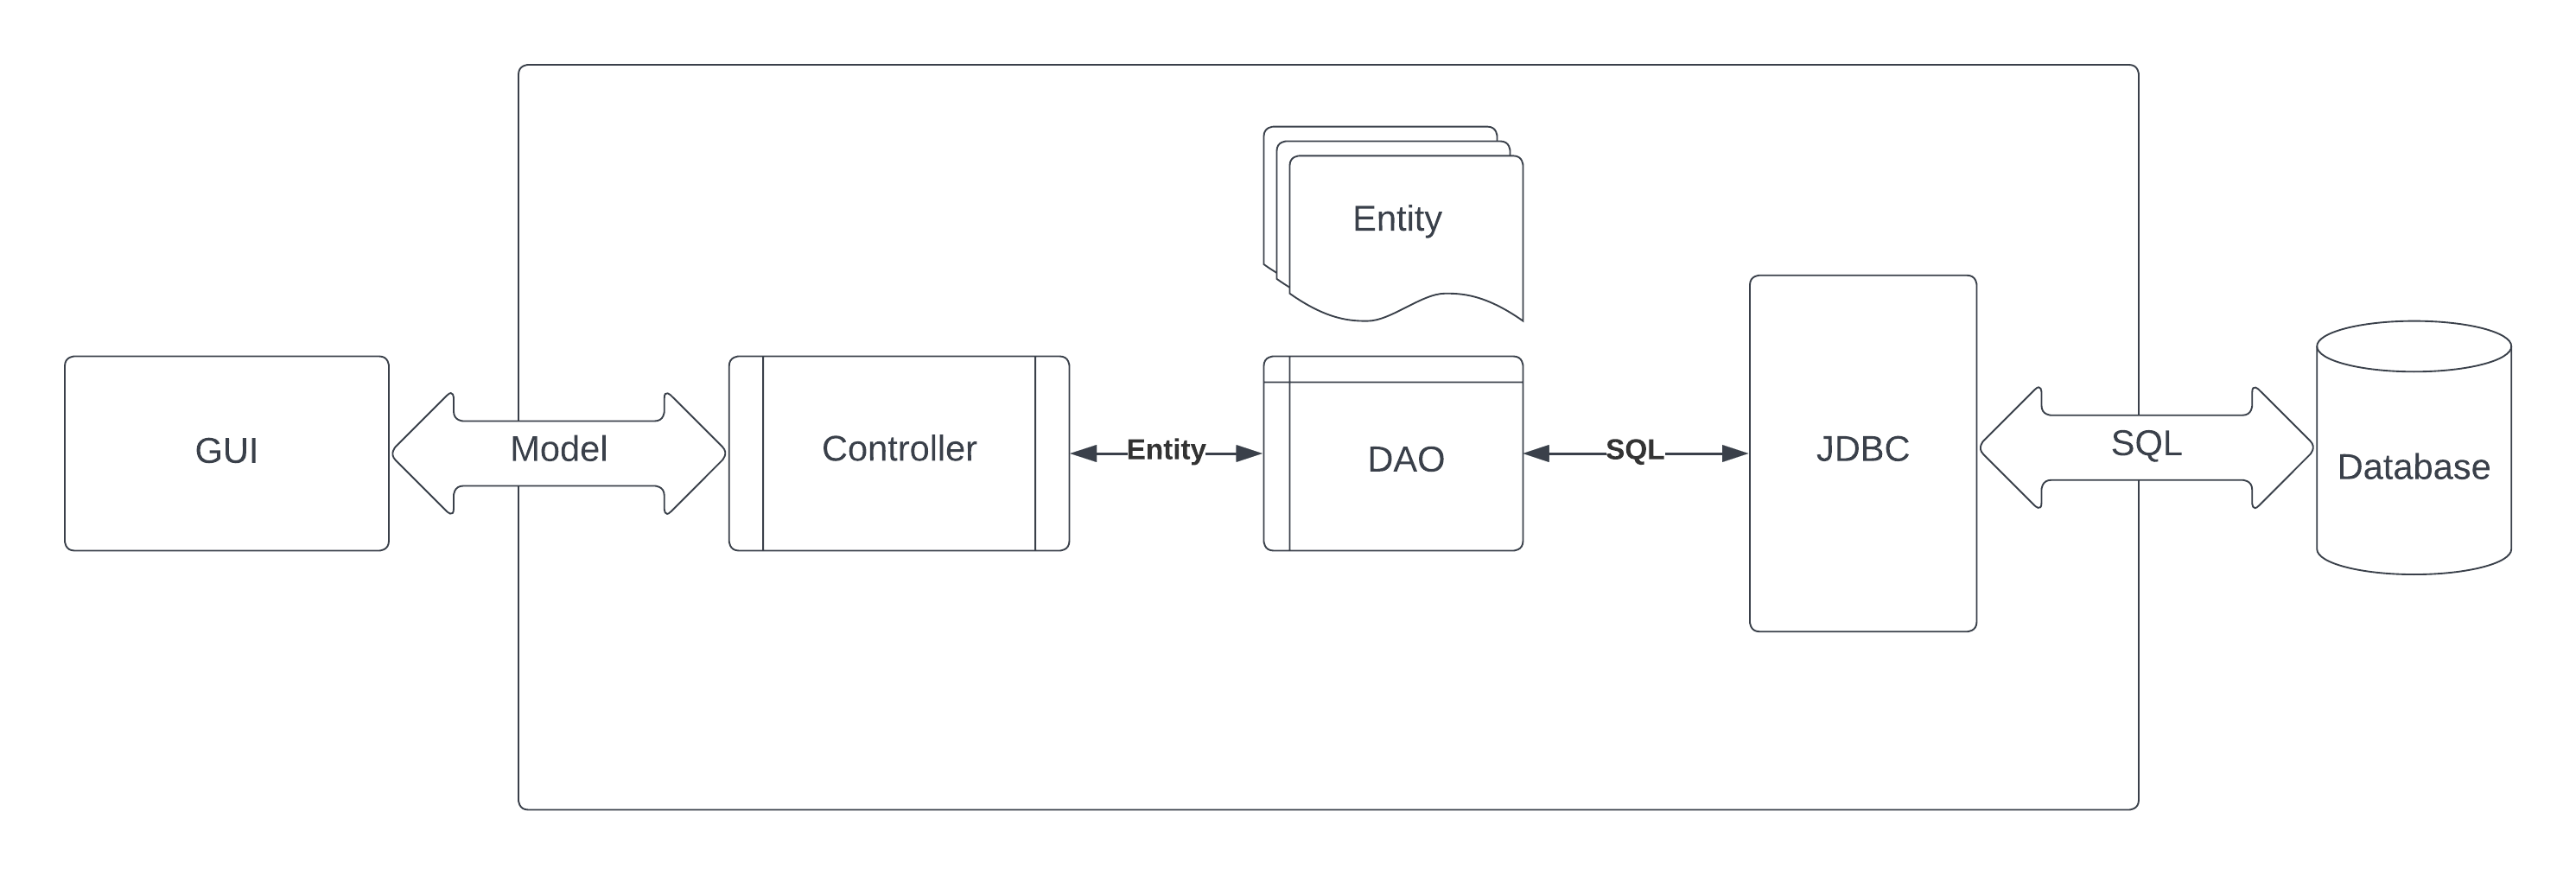 Entity
GUI
Model
Controller
Entity
DAO
SQL
JDBC
SQL
Database